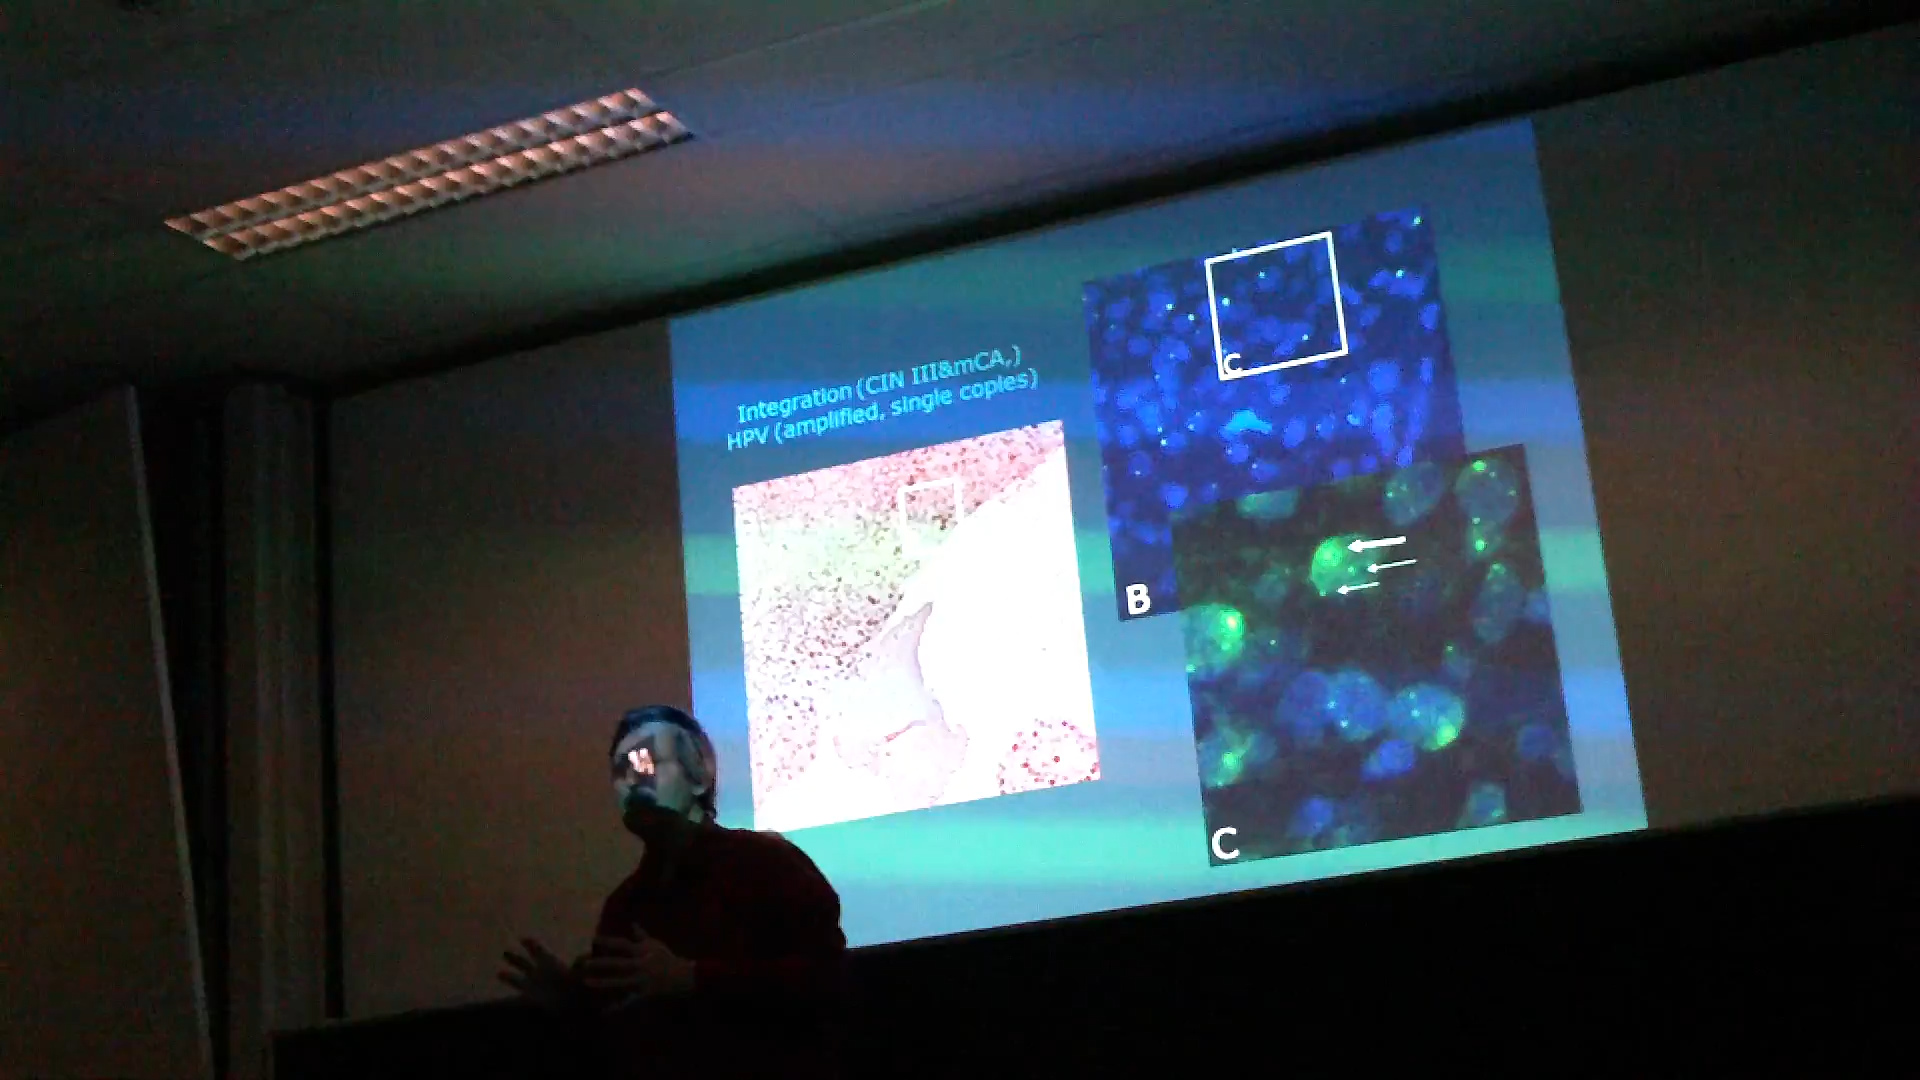 Integration (CIN III&mCA,)
HPV (amplified, single copies)
C
B
C